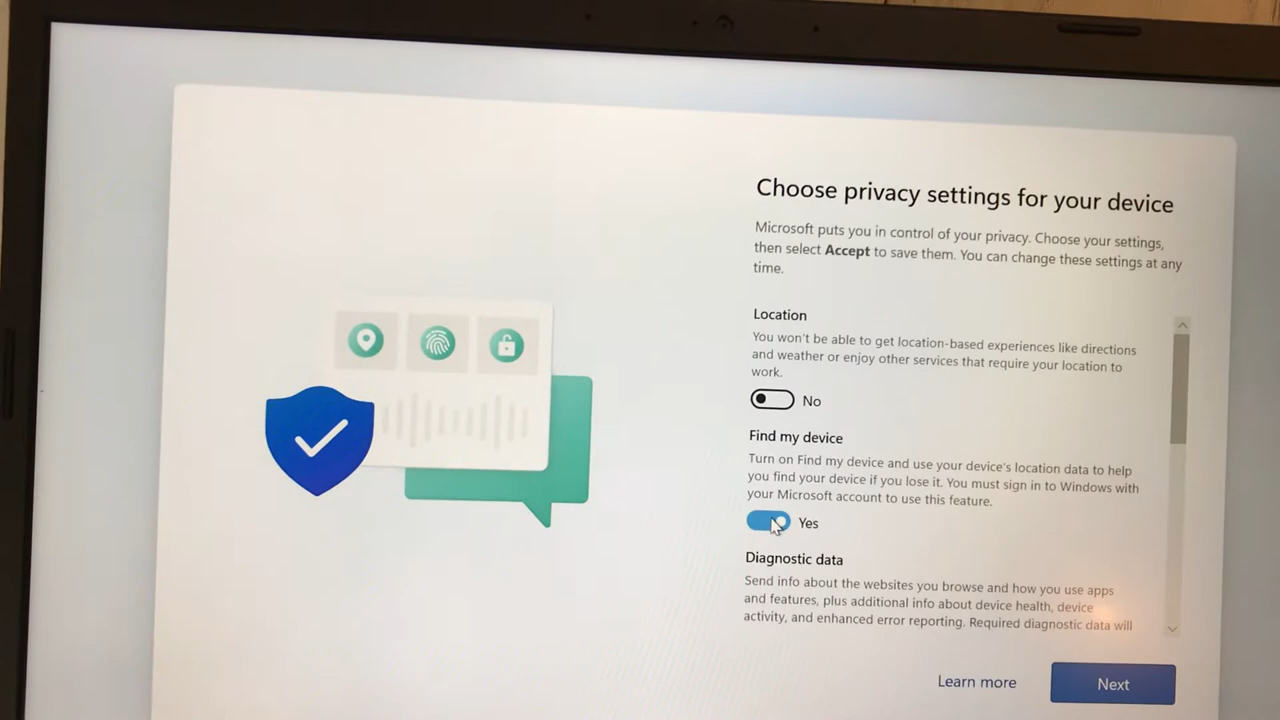 Choose privacy settings for your device
Microsoft puts you in control of your privacy. Choose your settings,
then select Accept to save them. You can change these settings at any
time.
Location
You won't be able to get location-based experiences like directions
and weather or enjoy other services that require your location to
work.
No
Find my device
Turn on Find my device and use your device's location data to help
you find your device if you lose it. You must sign in to Windows with
your Microsoft account to use this feature.
Yes
Diagnostic data
Send info about the websites you browse and how you use apps
and features, plus additional info about device health, device
activity, and enhanced error reporting. Required diagnostic data will
Learn more
Next